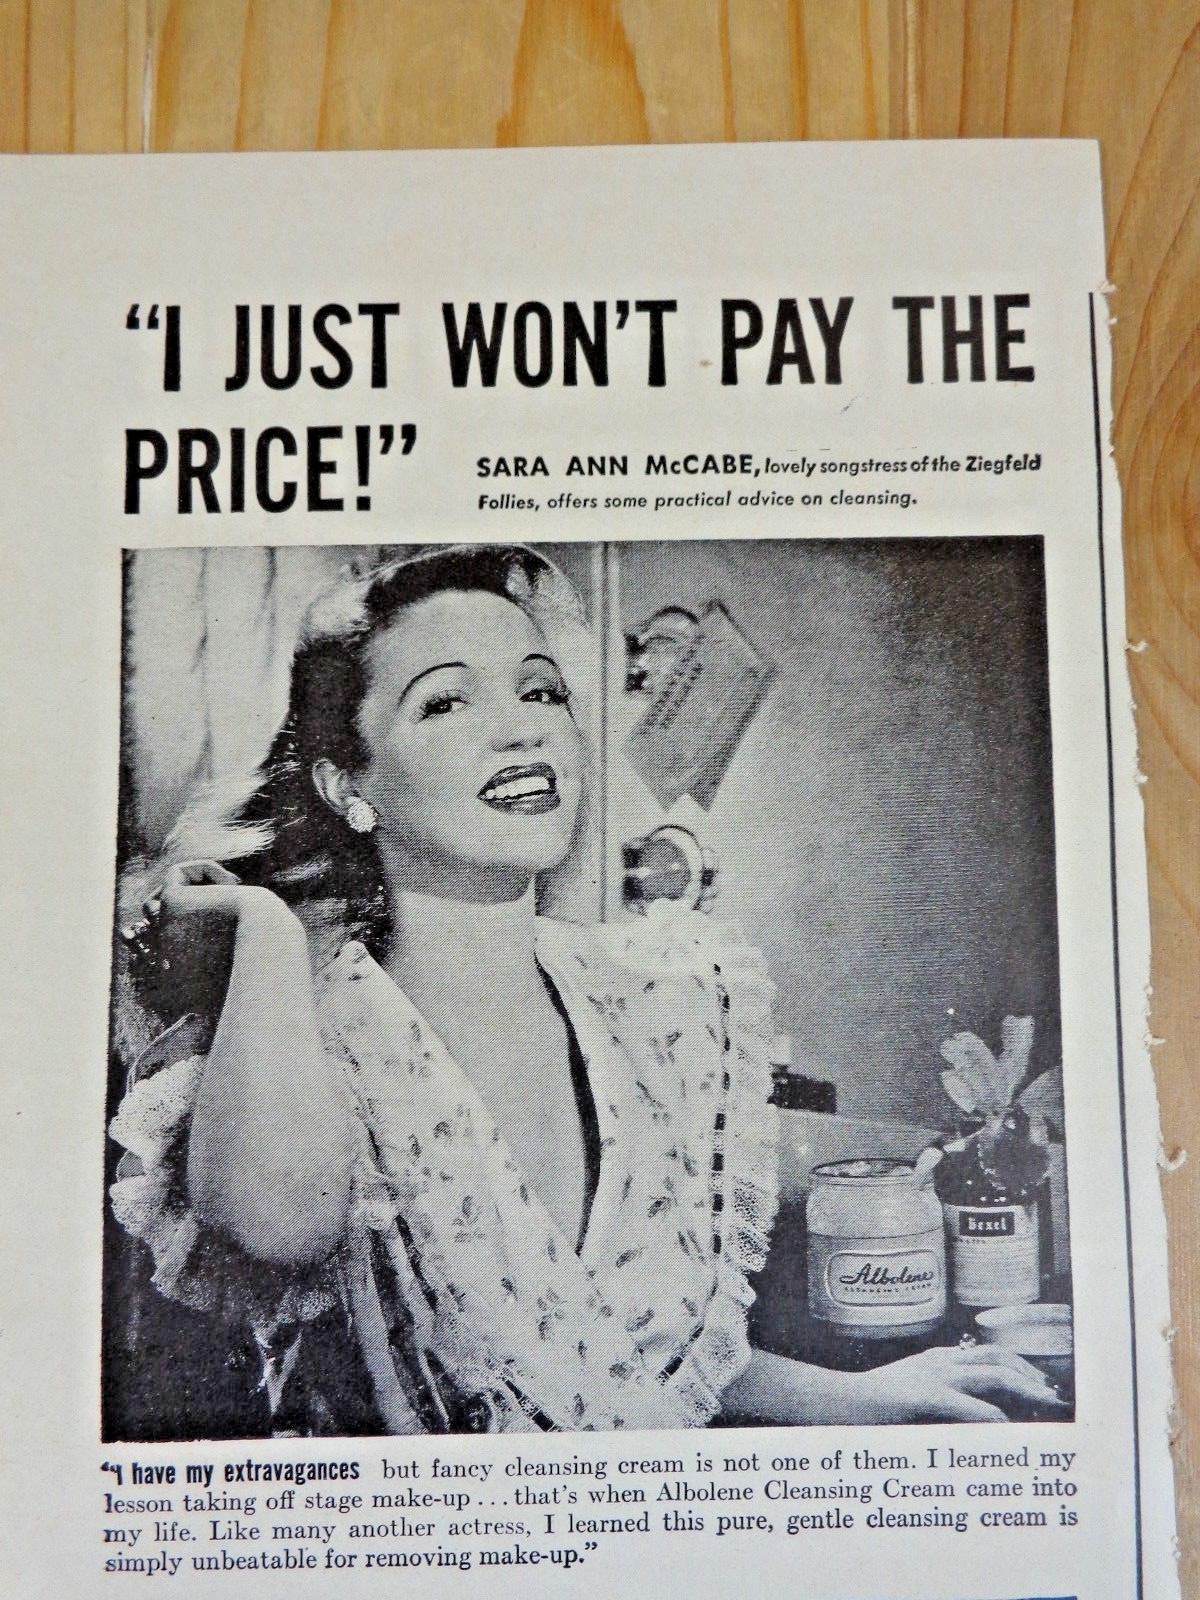 “I JUST WON’T PAY THE
PRICE!”
SARA ANN McCABE, lovely songstress of the Ziegfeld
Follies, offers some practical advice on cleansing.
Bexel
Albolene
CLEANSING CREAM
“I have my extravagances but fancy cleansing cream is not one of them. I learned my
lesson taking off stage make-up . . . that’s when Albolene Cleansing Cream came into
my life. Like many another actress, I learned this pure, gentle cleansing cream is
simply unbeatable for removing make-up.”